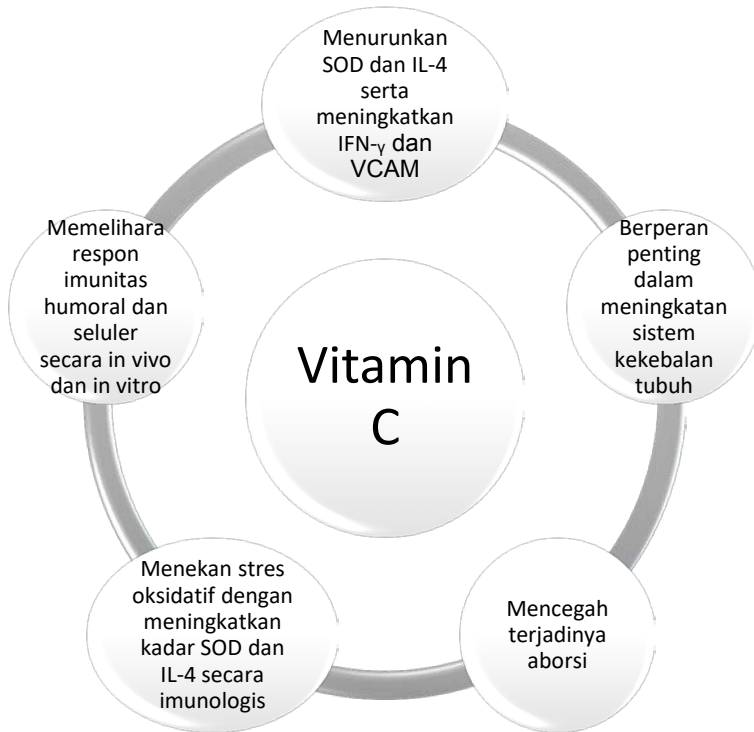 Menurunkan
SOD dan IL-4
serta
meningkatkan
IFN-γ dan
VCAM
Berperan
penting
dalam
meningkatan
sistem
kekebalan
tubuh
Mencegah
terjadinya
aborsi
Menekan stres
oksidatif dengan
meningkatkan
kadar SOD dan
IL-4 secara
imunologis
Memelihara
respon
imunitas
humoral dan
seluler
secara in vivo
dan in vitro
Vitamin
C